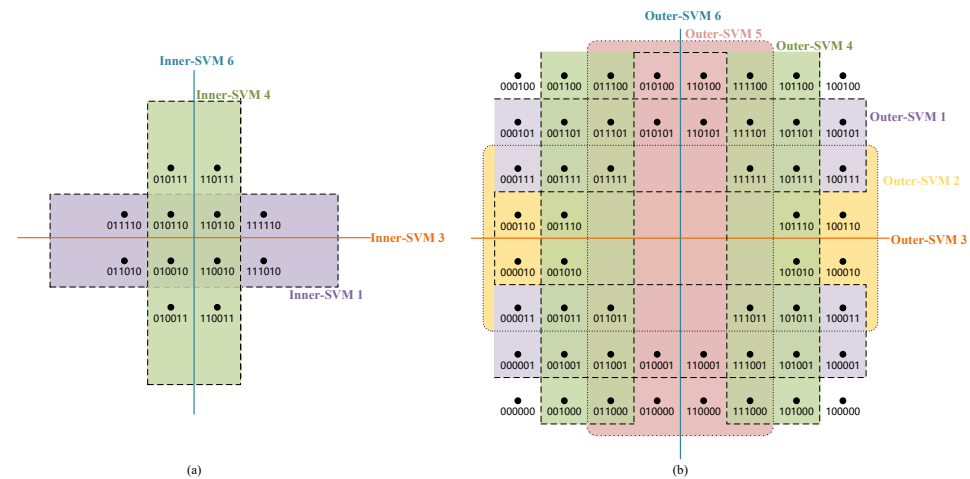 Inner-SVM 6
Inner-SVM 4
010111 110111
011110 010110 110110 111110
Inner-SVM 3
011010 010010 110010 111010
Inner-SVM 1
010011 110011
(a)
Outer-SVM 6
Outer-SVM 5
Outer-SVM 4
000100 001100 011100 010100 110100 111100 101100 100100
Outer-SVM 1
000101 001101 011101 010101 110101 111101 101101 100101
000111 001111 011111 111111 101111 100111
Outer-SVM 2
000110 001110 101110 100110
Outer-SVM 3
000010 001010 101010 100010
000011 001011 011011 111011 101011 100011
000001 001001 011001 010001 110001 111001 101001 100001
000000 001000 011000 010000 110000 111000 101000 100000
(b)